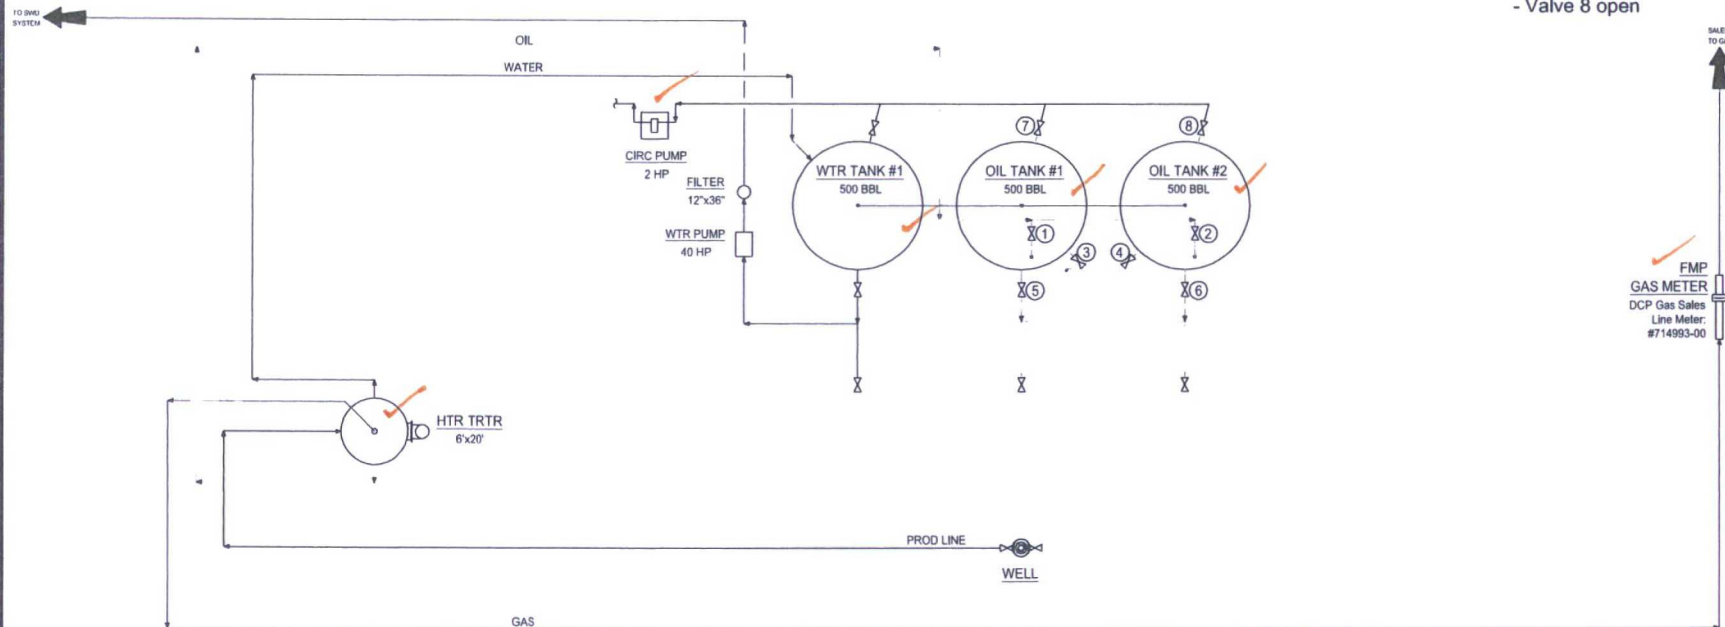 - Valve 8 open
TO SWD
SYSTEM
OIL
WATER
CIRC PUMP
2 HP
FILTER
12"x36"
WTR PUMP
40 HP
WTR TANK #1
500 BBL
OIL TANK #1
500 BBL
OIL TANK #2
500 BBL
7
8
1
2
3
4
5
6
FMP
GAS METER
DCP Gas Sales
Line Meter:
#714993-00
HTR TRTR
6'x20'
PROD LINE
WELL
GAS